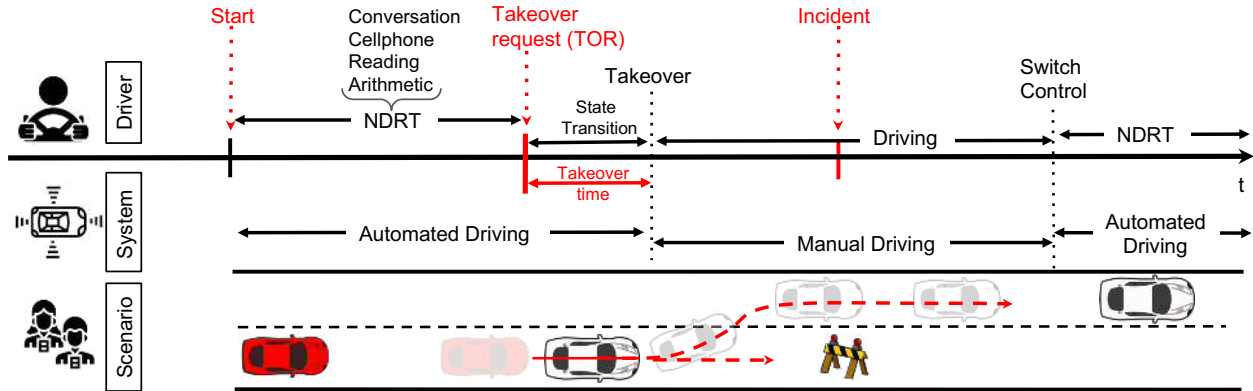 Start
Conversation
Cellphone
Reading
Arithmetic
Takeover
request (TOR)
Incident
Takeover
Switch
Control
Driver
NDRT
State
Transition
Driving
NDRT
Takeover
time
t
System
Automated Driving
Manual Driving
Automated
Driving
Scenario